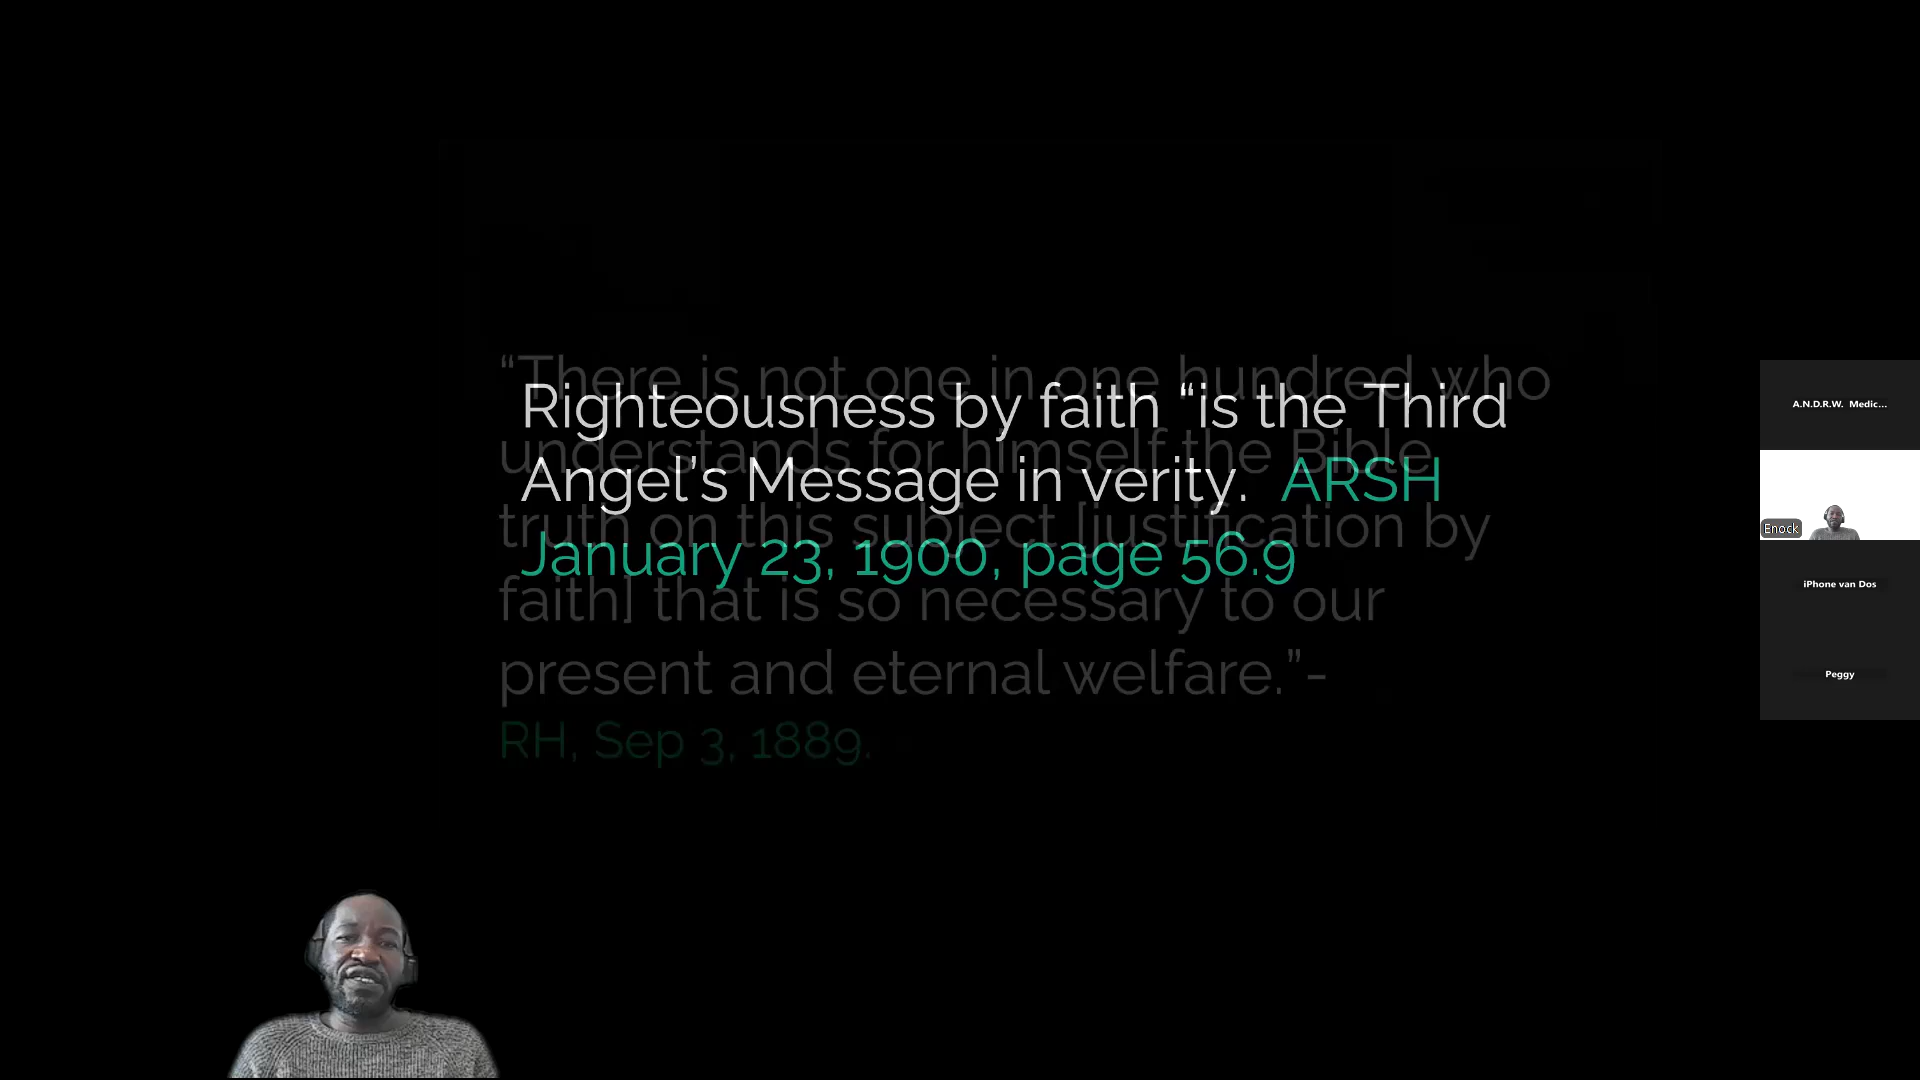 “There is not one in one hundred who
understands for himself the Bible
truth on this subject [justification by
faith] that is so necessary to our
present and eternal welfare.”-
RH, Sep 3, 1889.
Righteousness by faith “is the Third
Angel’s Message in verity.  ARSH
January 23, 1900, page 56.9
A.N.D.R.W. Medic...
Enock
iPhone van Dos
Peggy